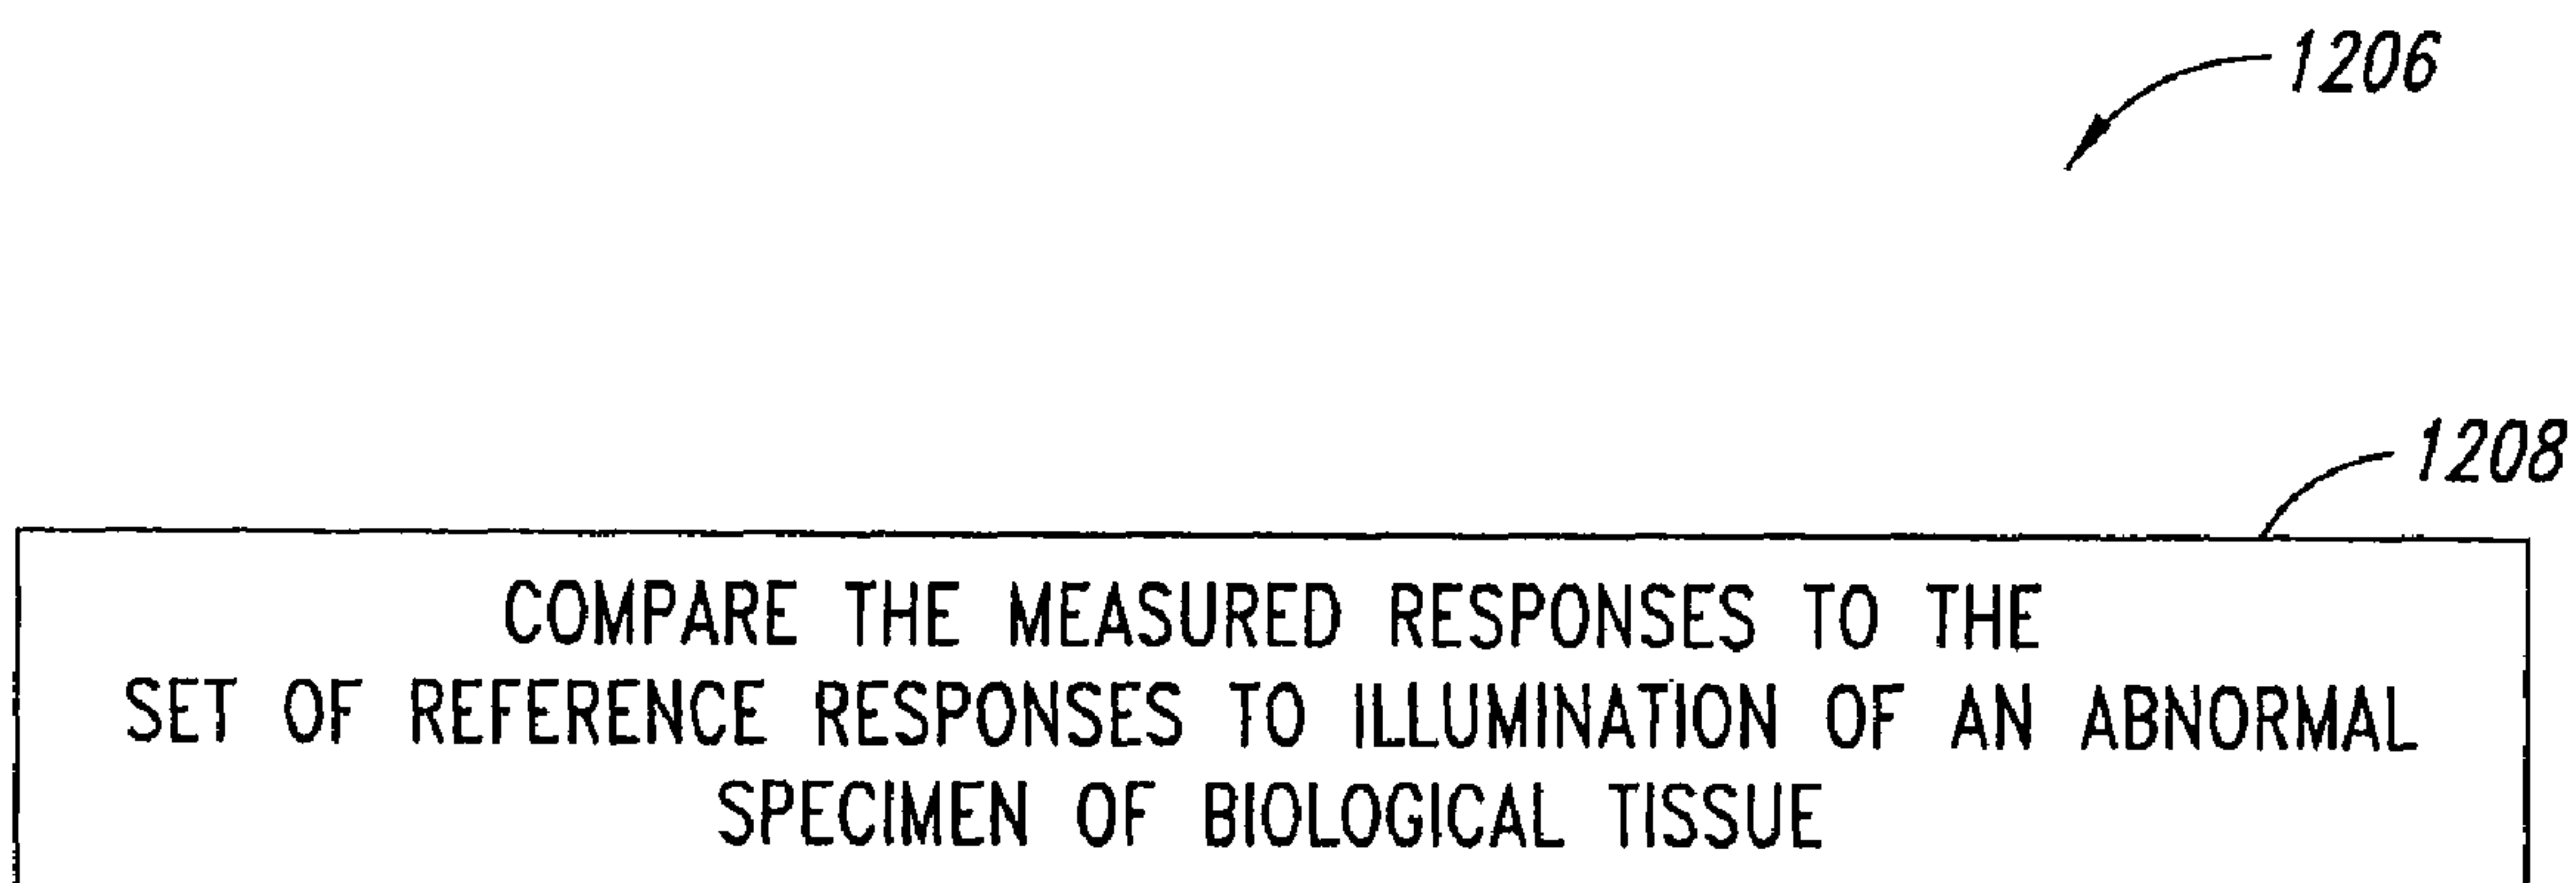 1206
1208
COMPARE THE MEASURED RESPONSES TO THE
SET OF REFERENCE RESPONSES TO ILLUMINATION OF AN ABNORMAL
SPECIMEN OF BIOLOGICAL TISSUE